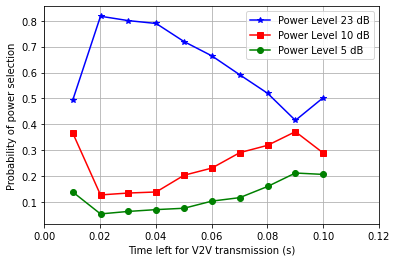 Power Level 23 dB
Power Level 10 dB
Power Level 5 dB
Probability of power selection
0.8
0.7
0.6
0.5
0.4
0.3
0.2
0.1
0.00 0.02 0.04 0.06 0.08 0.10 0.12
Time left for V2V transmission (s)